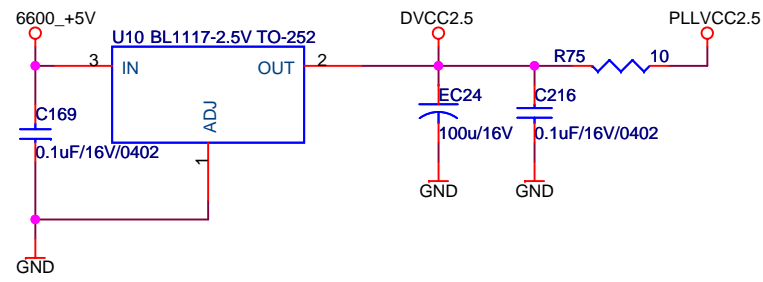 6600_+5V
DVCC2.5
PLLVCC2.5
U10 BL1117-2.5V TO-252
3
IN
OUT
2
ADJ
1
R75
10
C169
0.1uF/16V/0402
EC24
100u/16V
C216
0.1uF/16V/0402
GND
GND
GND